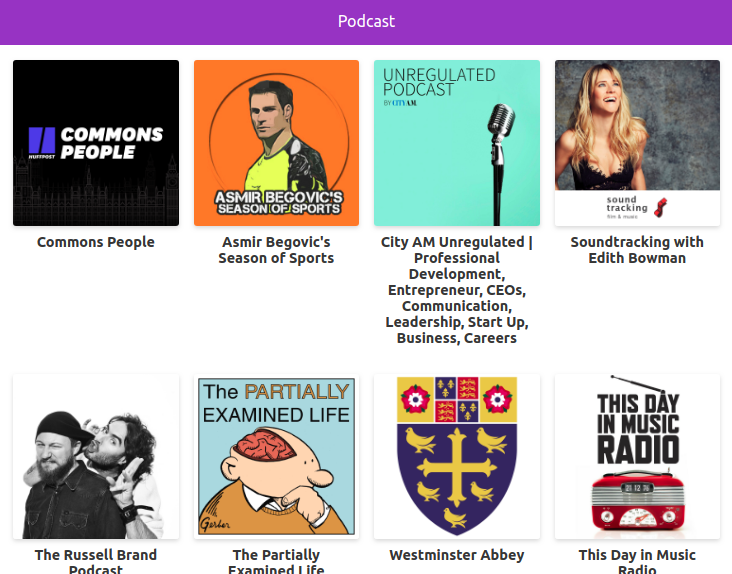 Podcast
HUFFPOST
COMMONS
PEOPLE
ASMIR BEGOVIC'S
SEASON OF SPORTS
UNREGULATED
PODCAST
BY CITY A.M.
sound
tracking
film & music
Commons People
Asmir Begovic's
Season of Sports
City AM Unregulated |
Professional
Development,
Entrepreneur, CEOs,
Communication,
Leadership, Start Up,
Business, Careers
Soundtracking with
Edith Bowman
The PARTIALLY
EXAMINED LIFE
Gerber
THIS DAY
IN MUSIC
RADIO
The Russell Brand
Podcast
The Partially
Examined Life
Westminster Abbey
This Day in Music
Radio